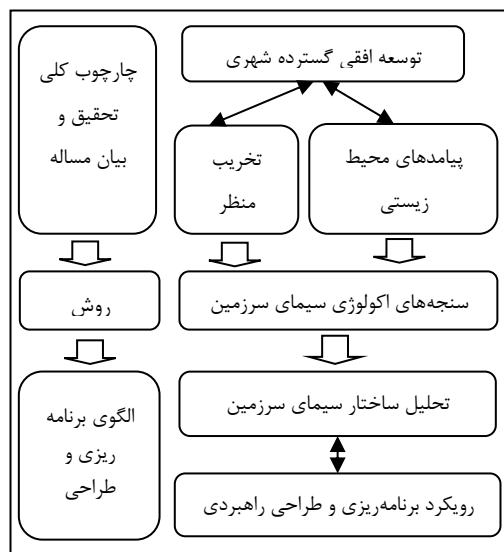 توسعه افقی گسترده شهری
چارچوب کلی
تحقیق و
بیان مساله
پیامدهای محیط
زیستی
تخریب
منظر
سنجه‌های اکولوژی سیمای سرزمین
روش
تحلیل ساختار سیمای سرزمین
الگوی برنامه
ریزی و
طراحی
رویکرد برنامه‌ریزی و طراحی راهبردی